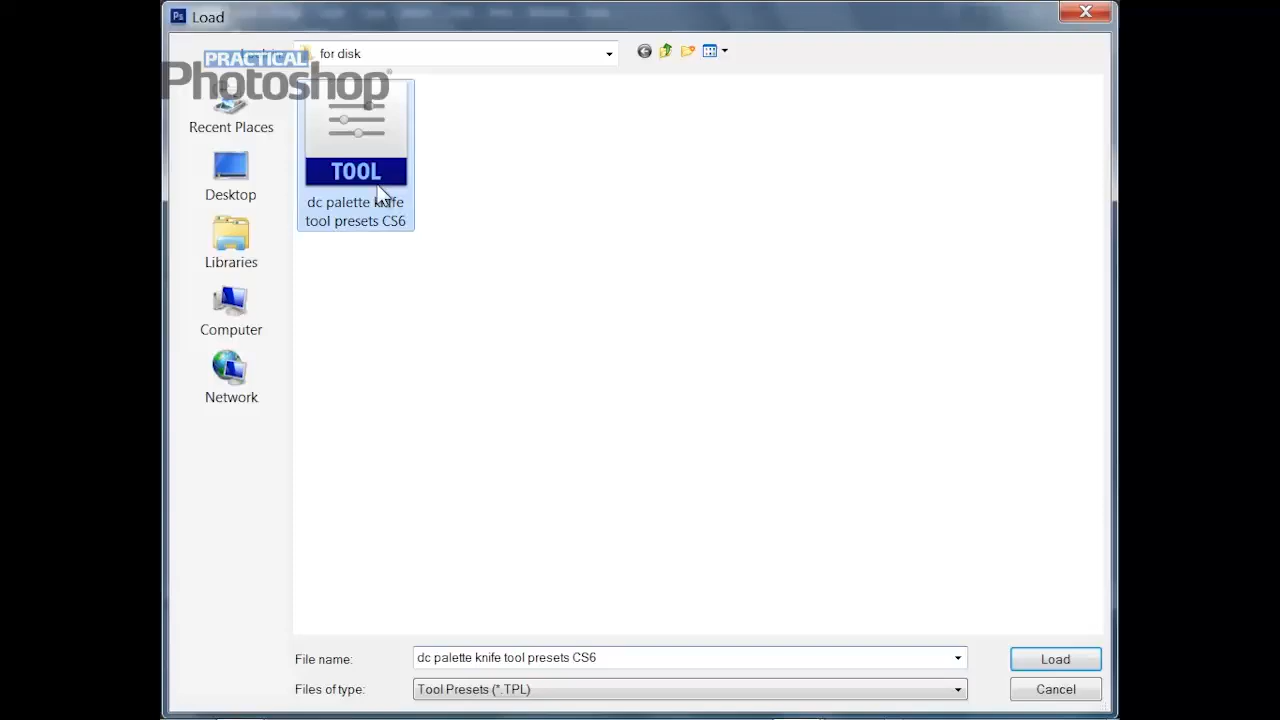 Ps Load
for disk
PRACTICAL
Photoshop
Recent Places
TOOL
Desktop
dc palette knife
tool presets CS6
Libraries
Computer
Network
File name: dc palette knife tool presets CS6 Load
Files of type: Tool Presets (*.TPL) Cancel